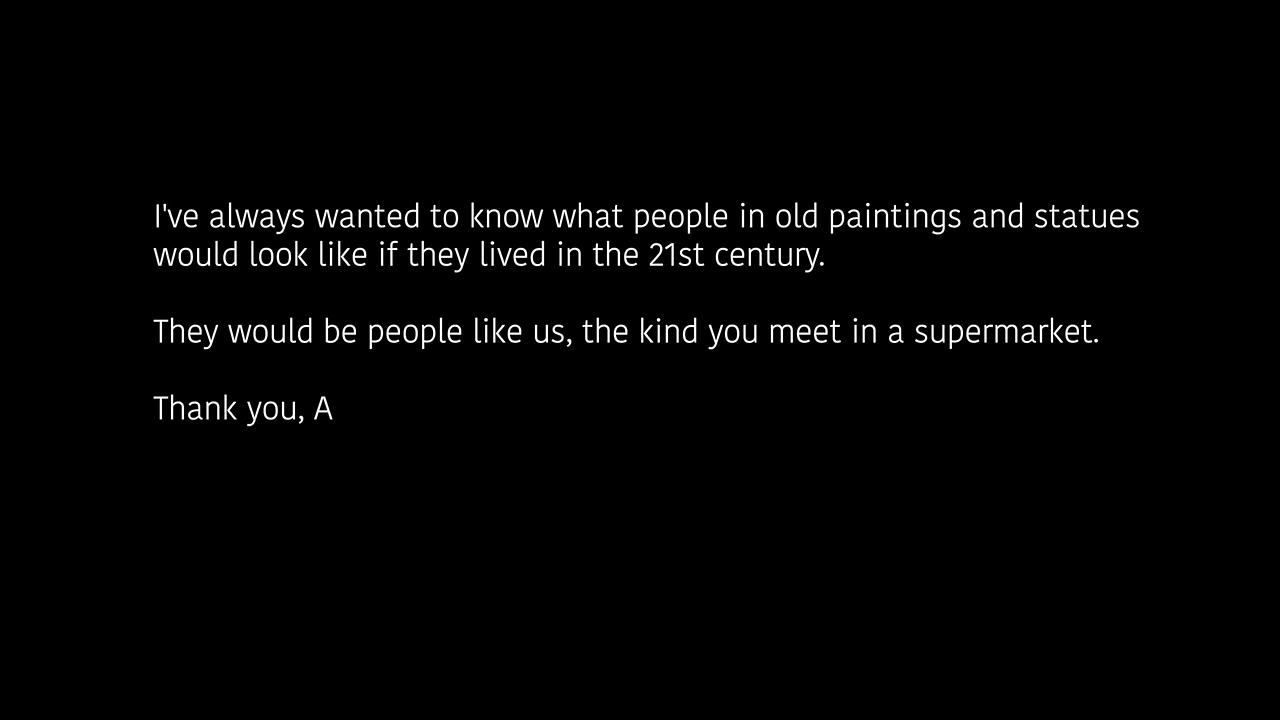 I've always wanted to know what people in old paintings and statues
would look like if they lived in the 21st century.
They would be people like us, the kind you meet in a supermarket.
Thank you, A